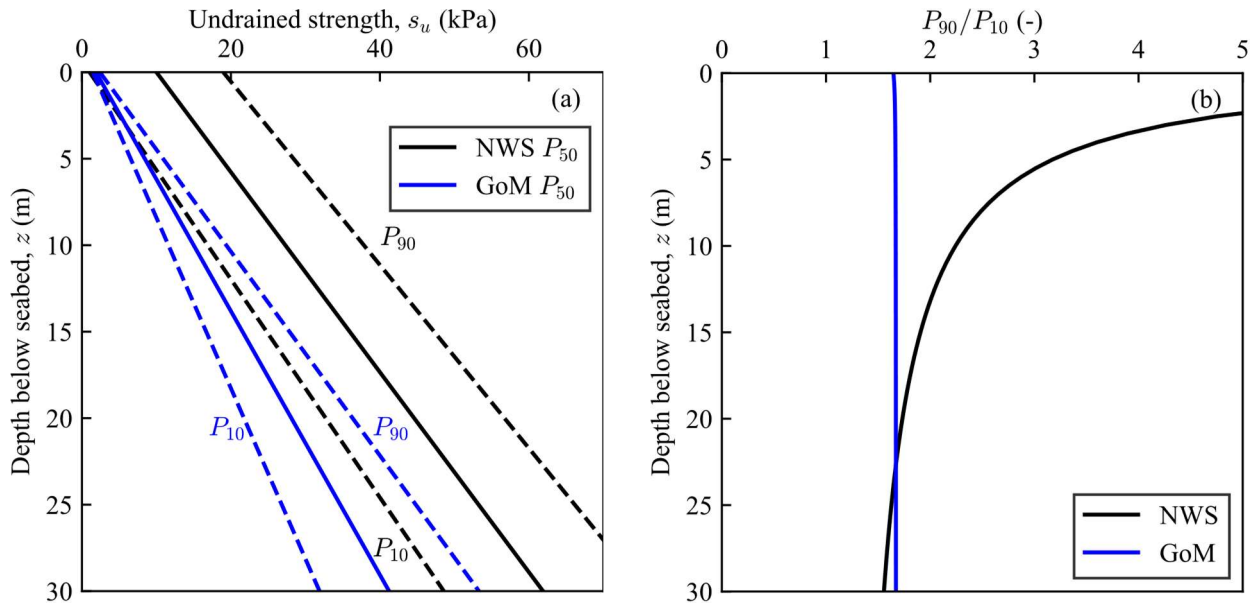 Undrained strength, s_u (kPa)
0 20 40 60
0
5
10
15
20
25
30
Depth below seabed, z (m)
(a)
NWS P_50
GoM P_50
P_90
P_10
P_90
P_10
P_90/P_10 (-)
0 1 2 3 4 5
0
5
10
15
20
25
30
Depth below seabed, z (m)
(b)
NWS
GoM